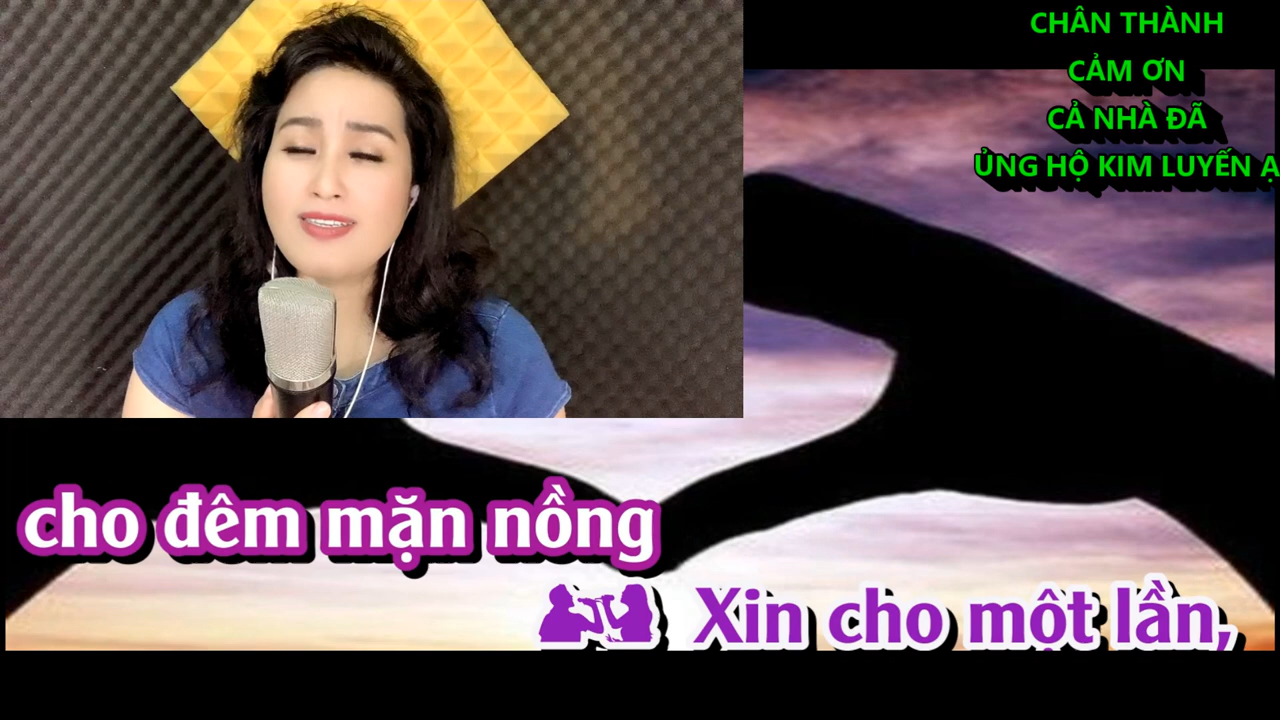 CHÂN THÀNH
CẢM ƠN
CẢ NHÀ ĐÃ
ỦNG HỘ KIM LUYẾN Ạ
cho đêm mặn nồng
Xin cho một lần,